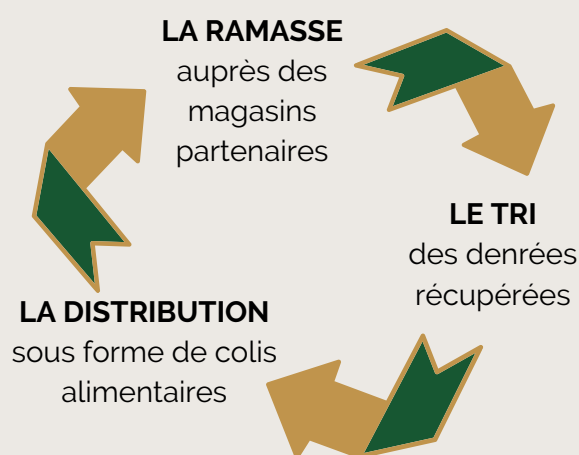 LA RAMASSE
auprès des
magasins
partenaires
LE TRI
des denrées
récupérées
LA DISTRIBUTION
sous forme de colis
alimentaires